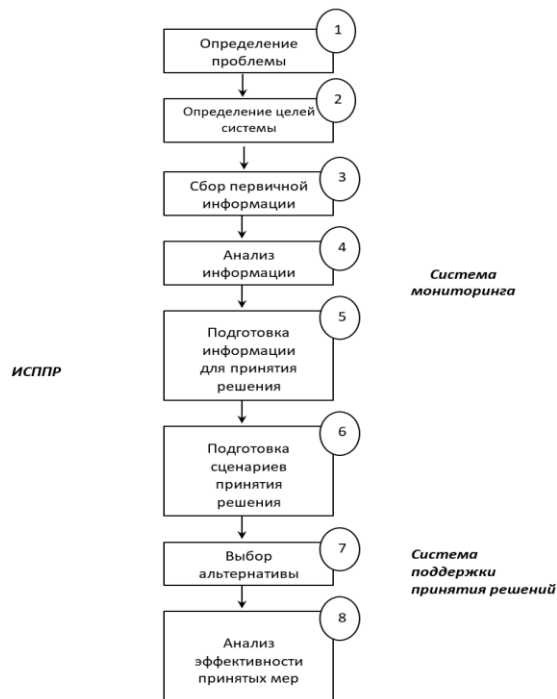 1
Определение
проблемы
2
Определение целей
системы
3
Сбор первичной
информации
4
Анализ
информации
Система
мониторинга
5
Подготовка
информации
для принятия
решения
ИСППР
6
Подготовка
сценариев
принятия
решения
7
Выбор
альтернативы
Система
поддержки
принятия решений
8
Анализ
эффективности
принятых мер